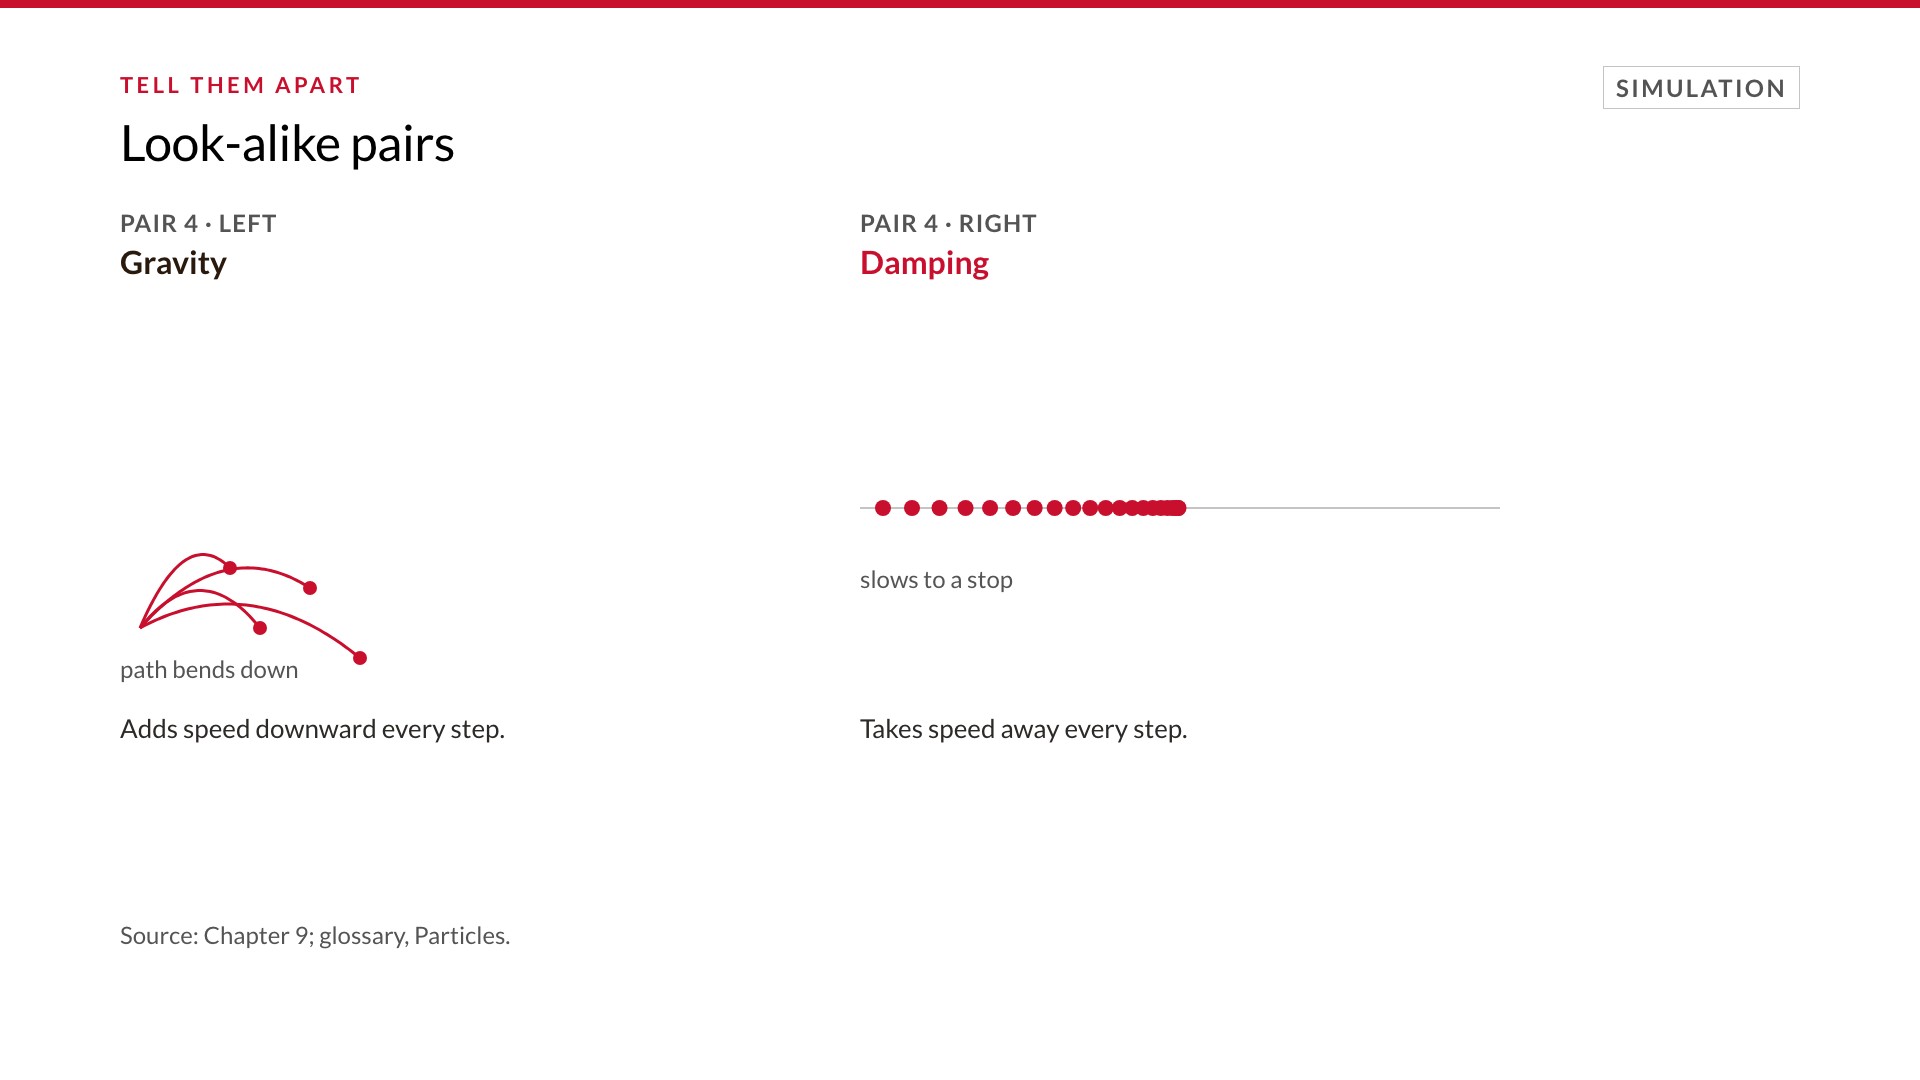 TELL THEM APART
SIMULATION
Look-alike pairs
PAIR 4 · LEFT
Gravity
PAIR 4 · RIGHT
Damping
slows to a stop
path bends down
Adds speed downward every step.
Takes speed away every step.
Source: Chapter 9; glossary, Particles.